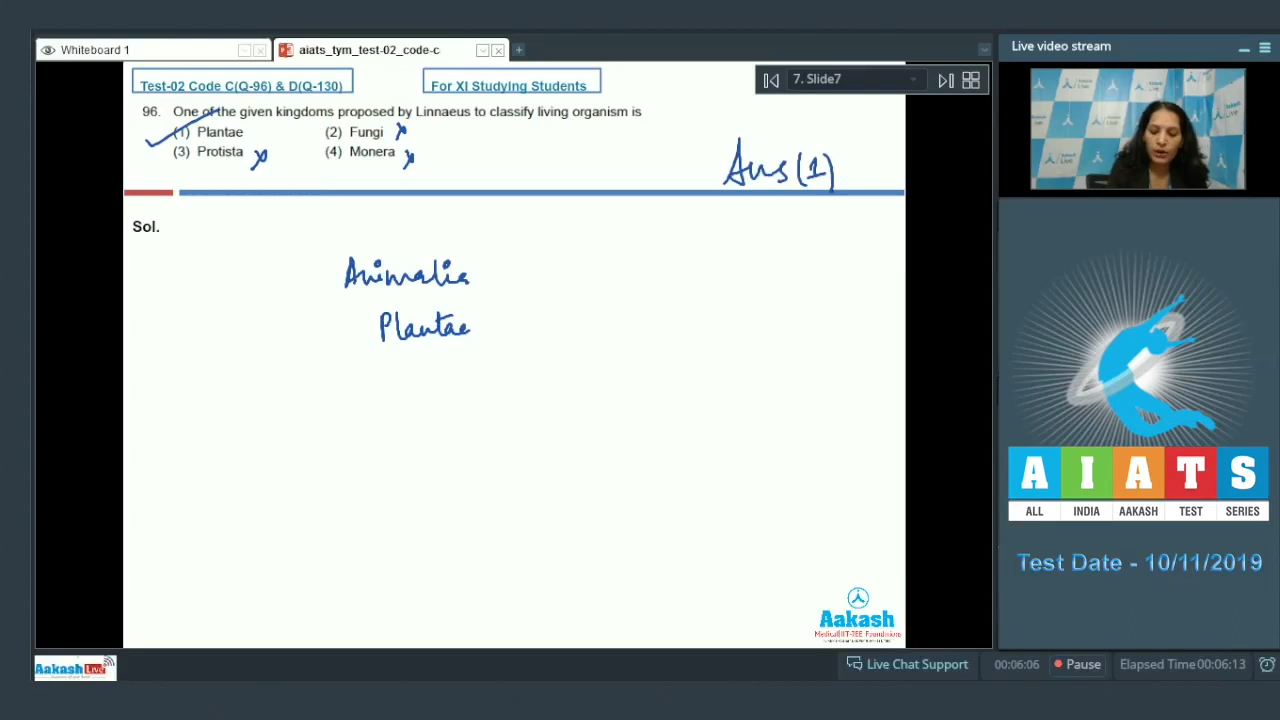 Whiteboard 1
aiats_tym_test-02_code-c
Live video stream
Test-02 Code C(Q-96) & D(Q-130)
For XI Studying Students
7. Slide7
96. One of the given kingdoms proposed by Linnaeus to classify living organism is
(1) Plantae (2) Fungi
(3) Protista (4) Monera
Ans (1)
Sol.
Animalia
Plantae
A I A T S
ALL INDIA AAKASH TEST SERIES
Test Date - 10/11/2019
Aakash
Medical|IIT-JEE|Foundations
Aakash Live
Live Chat Support
00:06:06
Pause
Elapsed Time 00:06:13